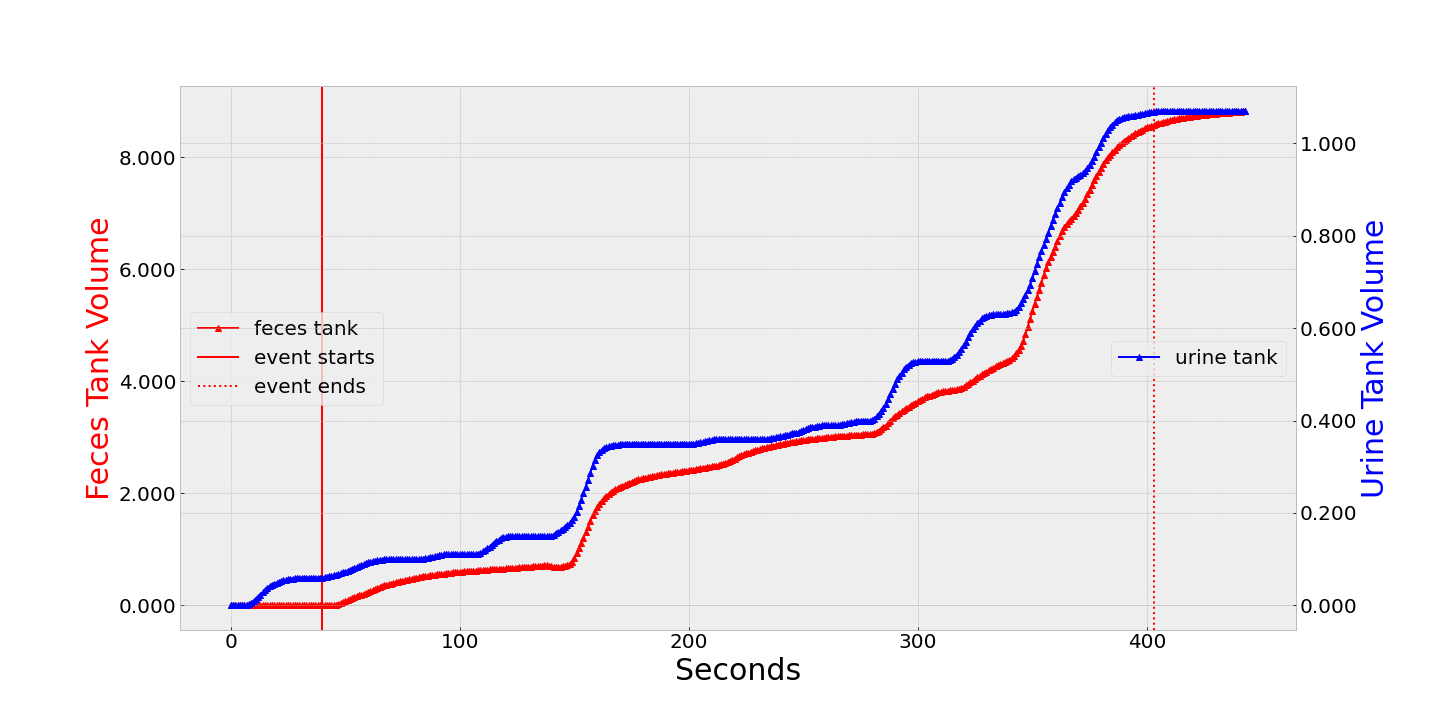 Feces Tank Volume
8.000
6.000
4.000
2.000
0.000
feces tank
event starts
event ends
urine tank
1.000
0.800
0.600
0.400
0.200
0.000
Urine Tank Volume
0 100 200 300 400
Seconds